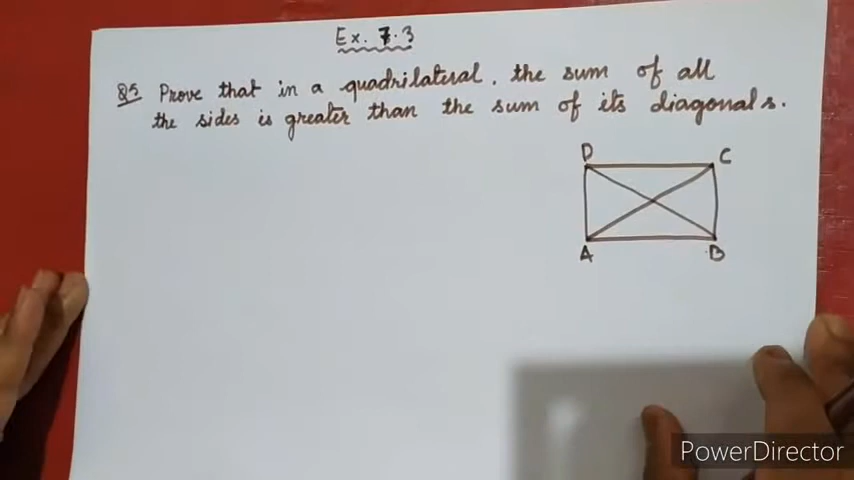 Ex. 7.3
Q5 Prove that in a quadrilateral, the sum of all
the sides is greater than the sum of its diagonals.
D C
A B
PowerDirector